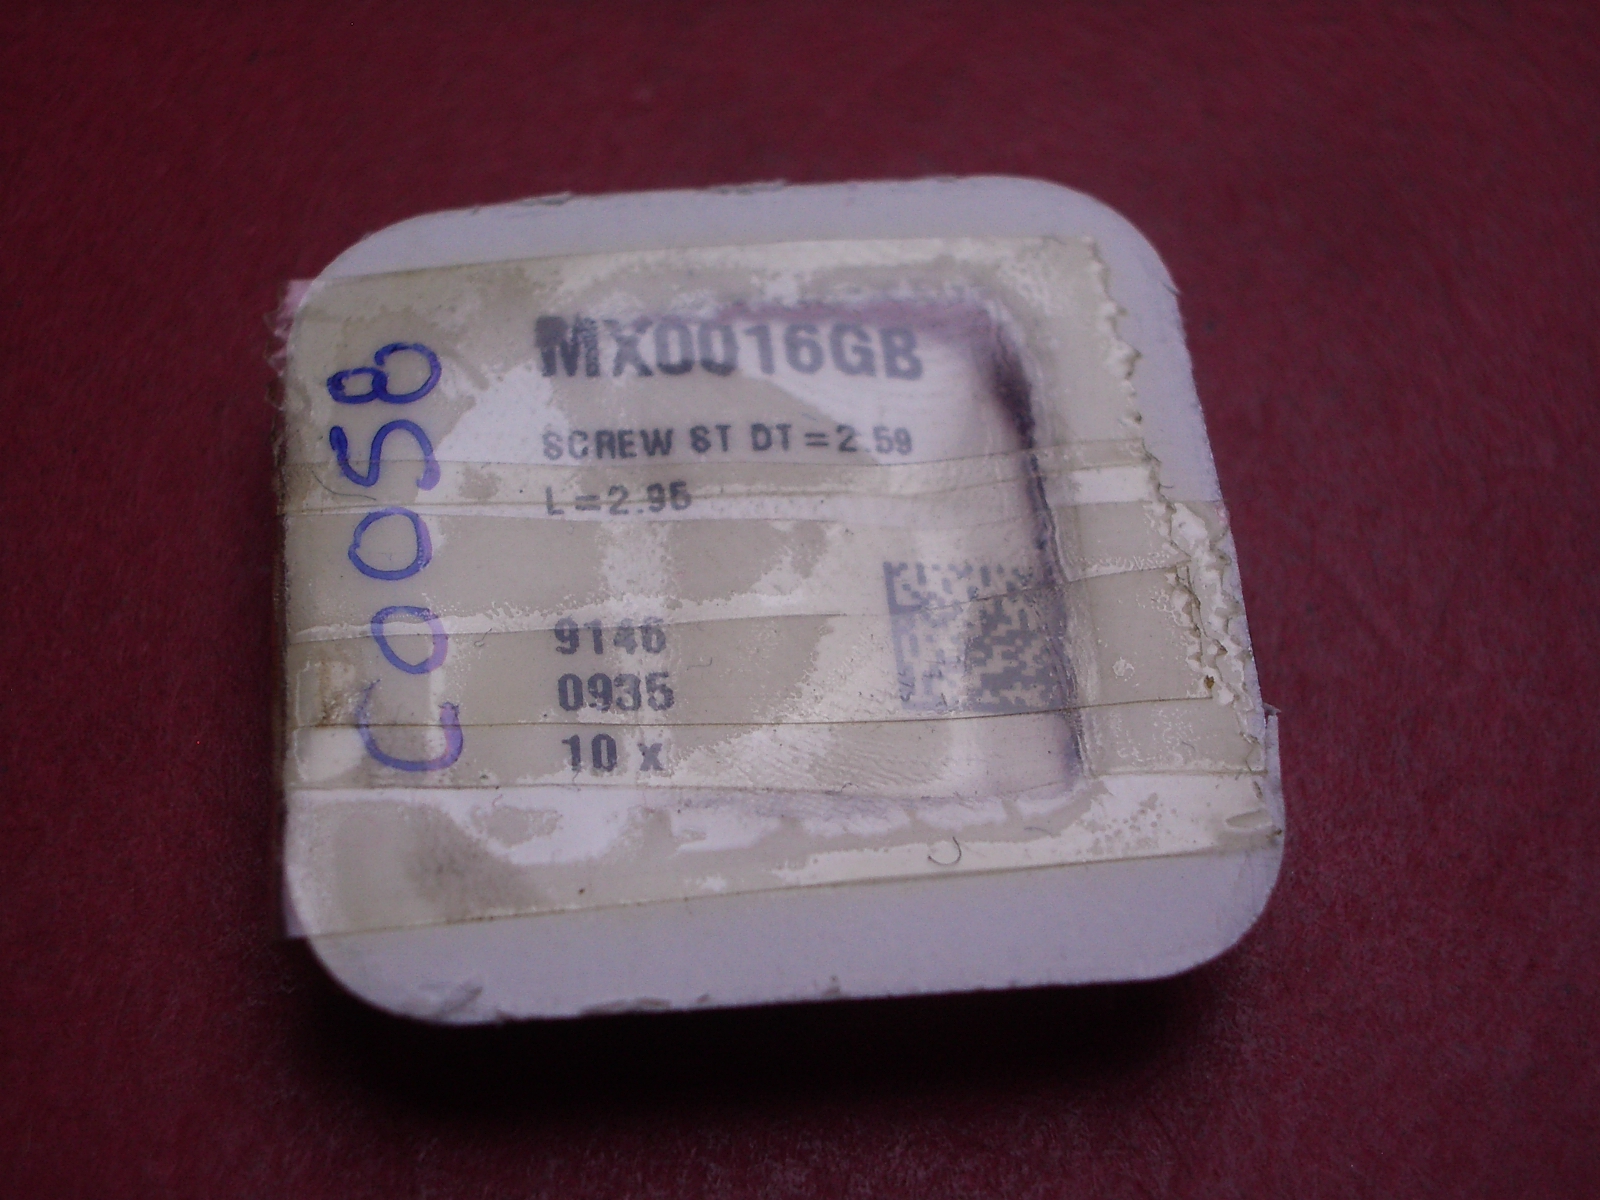 MX0016GB
SCREW ST DT=2.59
L=2.95
9146
0935
10 x
C0058